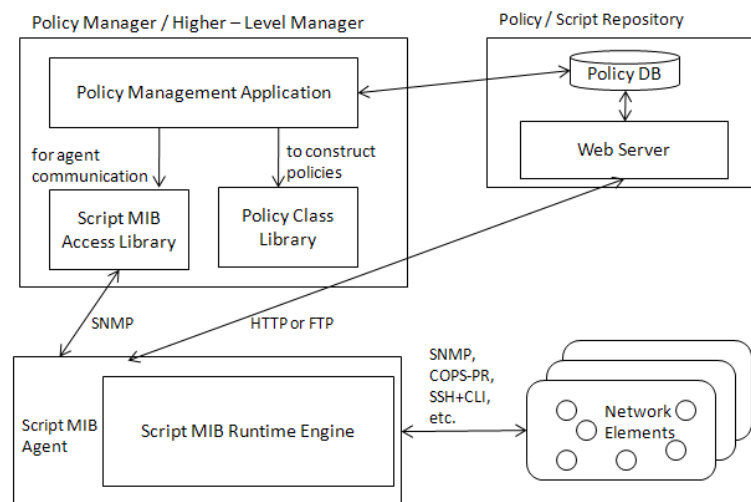 Policy Manager / Higher – Level Manager
Policy / Script Repository
Policy Management Application
Policy DB
Web Server
for agent
communication
to construct
policies
Script MIB
Access Library
Policy Class
Library
SNMP
HTTP or FTP
SNMP,
COPS-PR,
SSH+CLI,
etc.
Script MIB
Agent
Script MIB Runtime Engine
Network
Elements